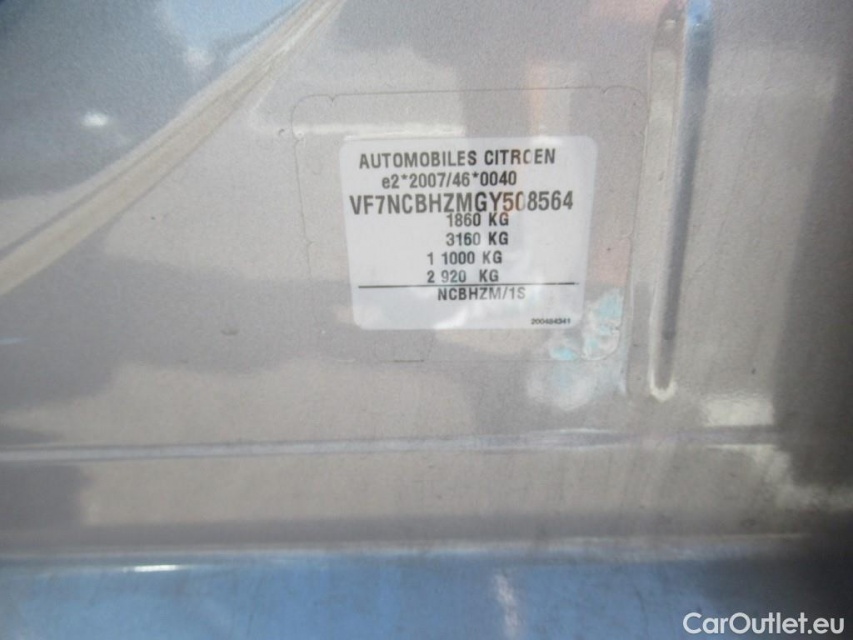 AUTOMOBILES CITROEN
e2*2007/46*0040
VF7NCBHZMGY508564
1860 KG
3160 KG
1 1000 KG
2 920 KG
NCBHZM/1S
200484341
CarOutlet.eu